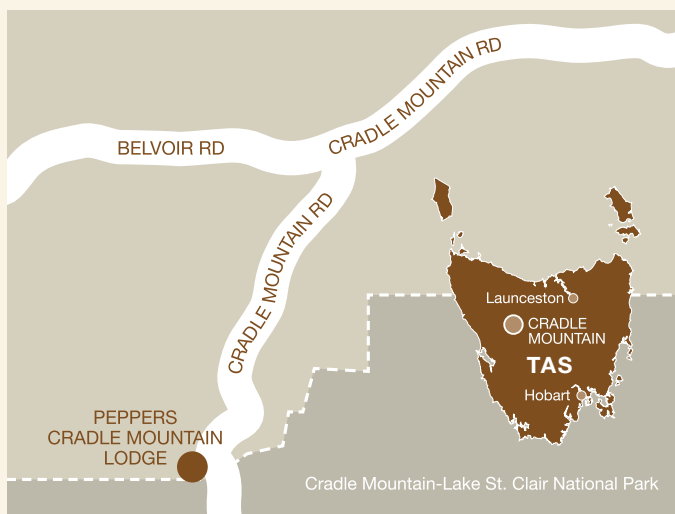 CRADLE MOUNTAIN RD
BELVOIR RD
CRADLE MOUNTAIN RD
Launceston
CRADLE
MOUNTAIN
TAS
Hobart
PEPPERS
CRADLE MOUNTAIN
LODGE
Cradle Mountain-Lake St. Clair National Park